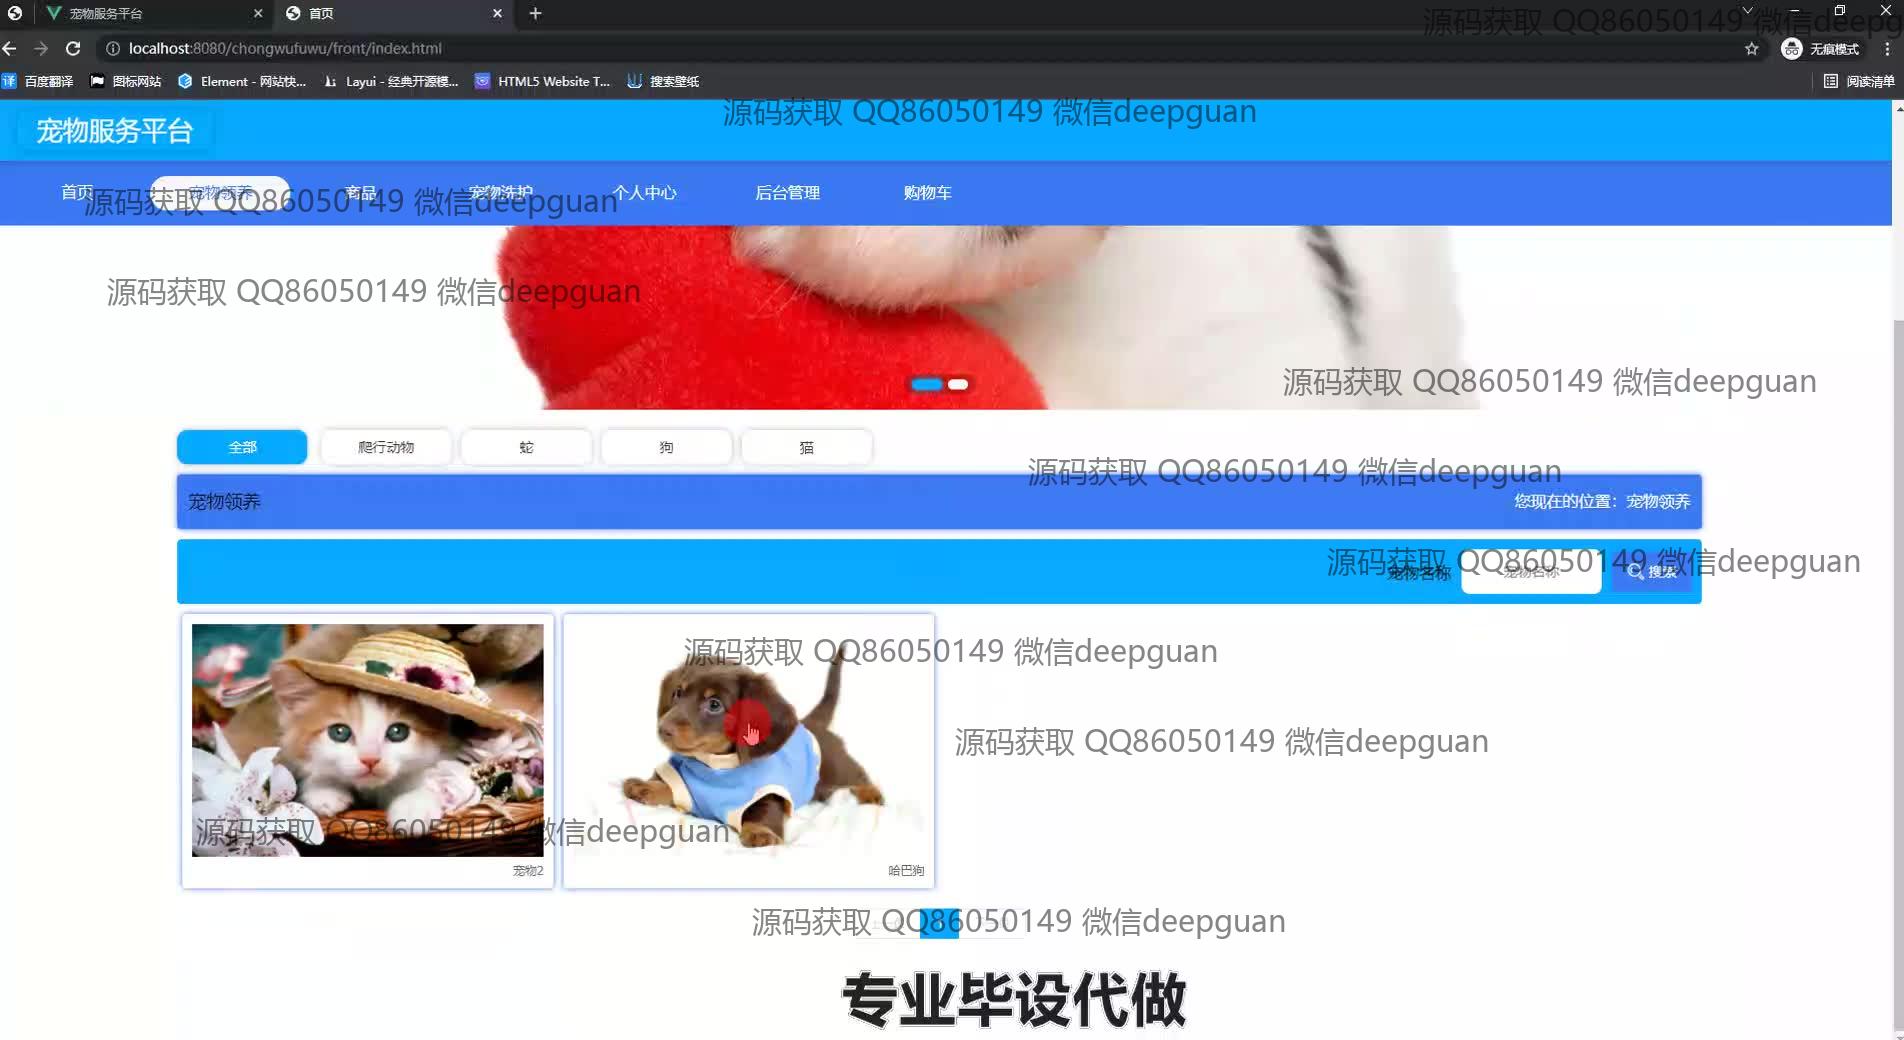 宠物服务平台
首页
源码获取 QQ86050149 微信deepg
localhost:8080/chongwufuwu/front/index.html
无痕模式
百度翻译
图标网站
Element - 网站快...
Layui - 经典开源模...
HTML5 Website T...
搜索壁纸
阅读清单
源码获取 QQ86050149 微信deepguan
宠物服务平台
首页
宠物领养
商品
宠物洗护
个人中心
后台管理
购物车
源码获取 QQ86050149 微信deepguan
源码获取 QQ86050149 微信deepguan
源码获取 QQ86050149 微信deepguan
全部
爬行动物
蛇
狗
猫
源码获取 QQ86050149 微信deepguan
宠物领养
您现在的位置：宠物领养
源码获取 QQ86050149 微信deepguan
宠物名称
宠物名称
搜索
源码获取 QQ86050149 微信deepguan
源码获取 QQ86050149 微信deepguan
源码获取 QQ86050149 微信deepguan
宠物2
哈巴狗
源码获取 QQ86050149 微信deepguan
专业毕设代做